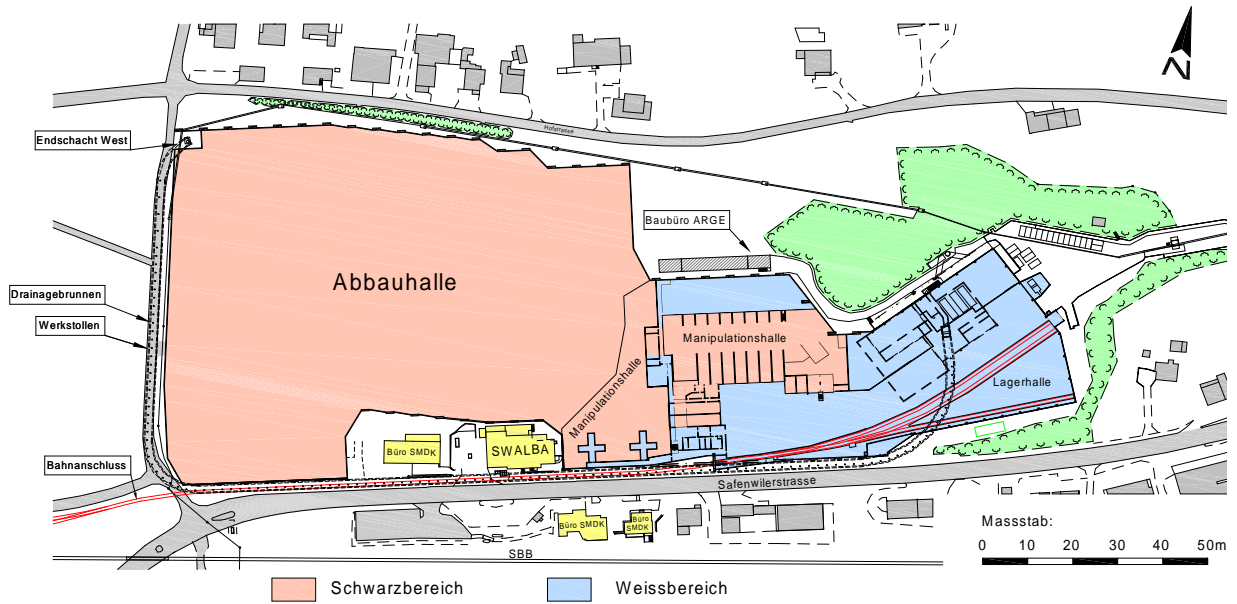 N
Endschacht West
Hofstrasse
Baubüro ARGE
Abbauhalle
Drainagebrunnen
Werkstollen
Manipulationshalle
Manipulationshalle
Lagerhalle
Büro SMDK
SWALBA
Bahnanschluss
Safenwilerstrasse
Büro SMDK
Büro
SMDK
SBB
Massstab:
0 10 20 30 40 50m
Schwarzbereich
Weissbereich